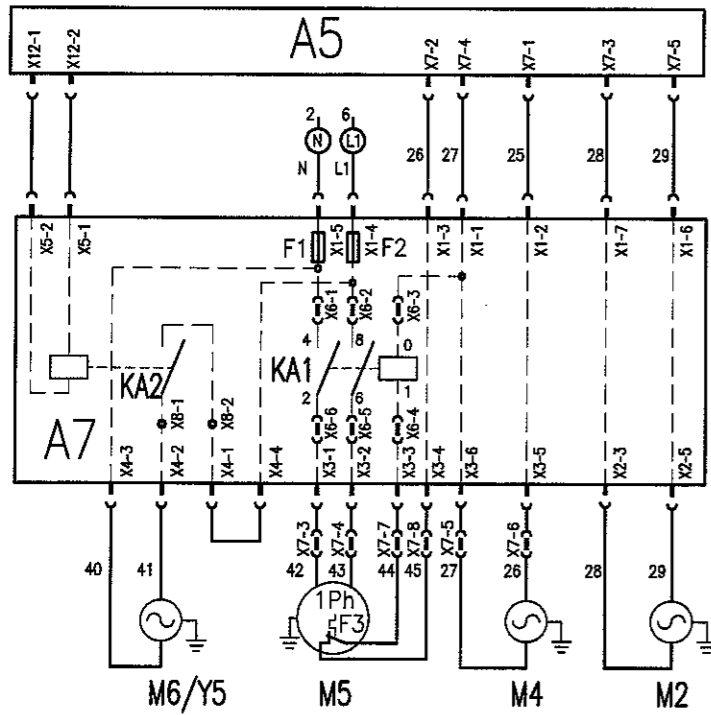 A5
X12-1 X12-2 X7-2 X7-4 X7-1 X7-3 X7-5
2 6
N L1
N L1 26 27 25 28 29
X5-2 X5-1 F1 X1-5 X1-4 F2 X1-3 X1-1 X1-2 X1-7 X1-6
X6-1 X6-2 X6-3
4 8 0
KA2 KA1
2 6 1
X8-1 X8-2 X6-6 X6-5 X6-4
A7
X4-3 X4-2 X4-1 X4-4 X3-1 X3-2 X3-3 X3-4 X3-6 X3-5 X2-3 X2-5
X7-3 X7-4 X7-7 X7-8 X7-5 X7-6
40 41 42 43 44 45 27 26 28 29
1Ph
F3
M6/Y5 M5 M4 M2